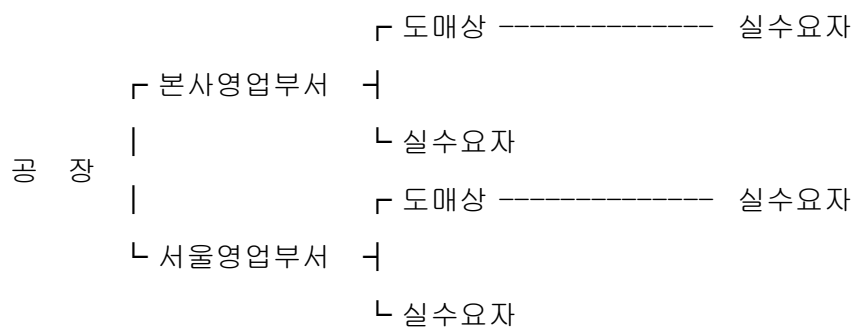 ┌ 도매상 ────────────── 실수요자
┌ 본사영업부서 ┤
│ └ 실수요자
공 장
│ ┌ 도매상 ────────────── 실수요자
└ 서울영업부서 ┤
└ 실수요자